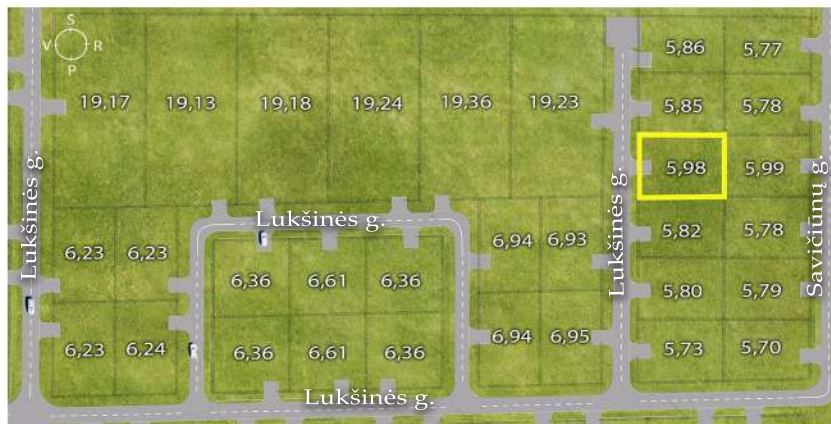 S
V R
P
5,86 5,77
19,17 19,13 19,18 19,24 19,36 19,23
5,85 5,78
5,98 5,99
Lukšinės g.
Lukšinės g.
Lukšinės g.
Savičiūnų g.
6,23 6,23
6,94 6,93
5,82 5,78
6,36 6,61 6,36
5,80 5,79
6,23 6,24
6,36 6,61 6,36
6,94 6,95
5,73 5,70
Lukšinės g.